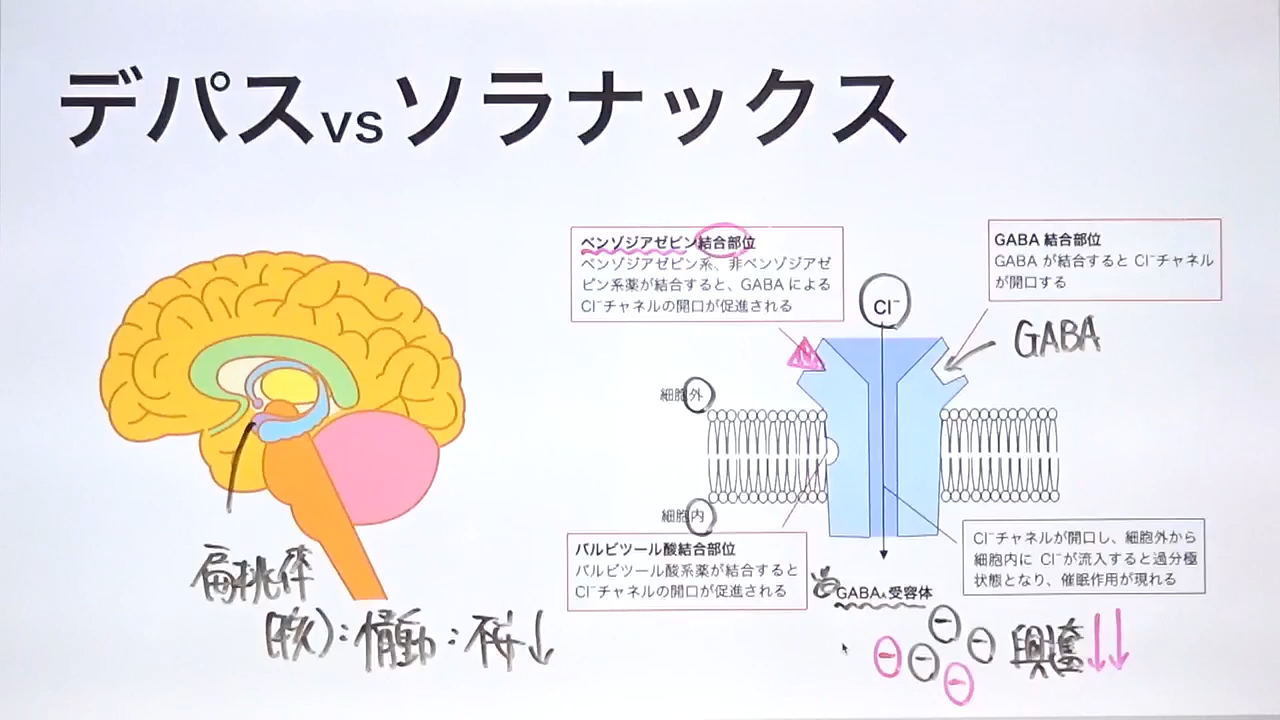 デパス vs ソラナックス
ベンゾジアゼピン結合部位
ベンゾジアゼピン系、非ベンゾジアゼ
ピン系薬が結合すると、GABA による
Cl⁻チャネルの開口が促進される
GABA 結合部位
GABA が結合すると Cl⁻チャネル
が開口する
Cl⁻
GABA
細胞外
細胞内
バルビツール酸結合部位
バルビツール酸系薬が結合すると
Cl⁻チャネルの開口が促進される
Cl⁻チャネルが開口し、細胞外から
細胞内に Cl⁻が流入すると過分極
状態となり、催眠作用が現れる
GABAA受容体
扁桃体
(核):情動:不安↓
⊖ ⊖ ⊖ ⊖ ⊖ 興奮↓↓